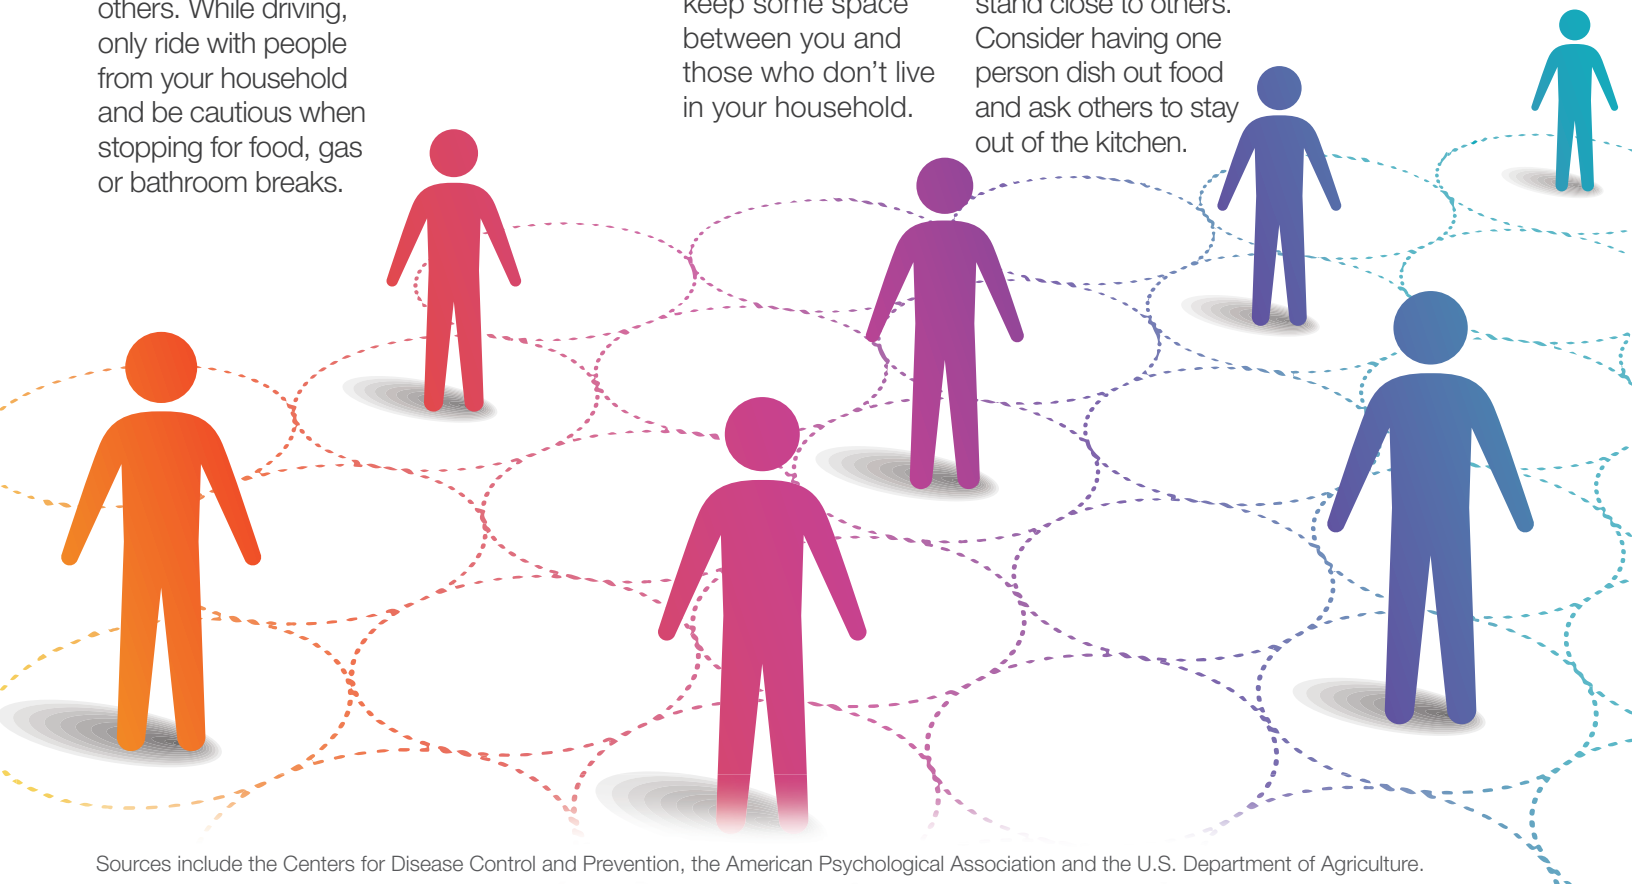 others. While driving,
only ride with people
from your household
and be cautious when
stopping for food, gas
or bathroom breaks.
keep some space
between you and
those who don’t live
in your household.
stand close to others.
Consider having one
person dish out food
and ask others to stay
out of the kitchen.
Sources include the Centers for Disease Control and Prevention, the American Psychological Association and the U.S. Department of Agriculture.